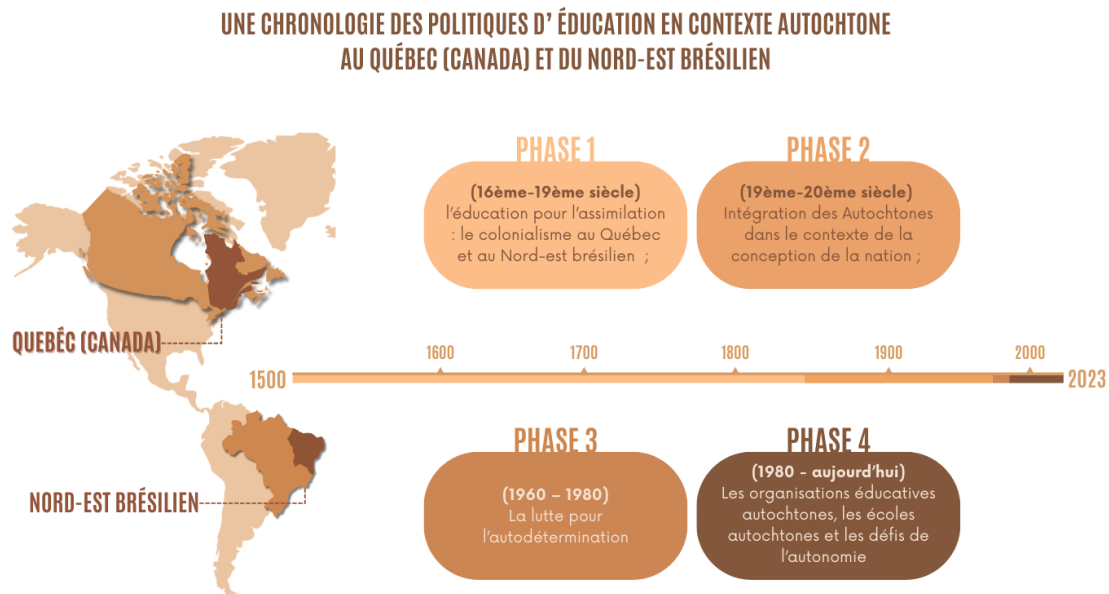 UNE CHRONOLOGIE DES POLITIQUES D' ÉDUCATION EN CONTEXTE AUTOCHTONE
AU QUÉBEC (CANADA) ET DU NORD-EST BRÉSILIEN
PHASE 1
(16ème-19ème siècle)
l'éducation pour l'assimilation
: le colonialisme au Québec
et au Nord-est brésilien ;
PHASE 2
(19ème-20ème siècle)
Intégration des Autochtones
dans le contexte de la
conception de la nation ;
QUEBÉC (CANADA)
1500
1600
1700
1800
1900
2000
2023
NORD-EST BRÉSILIEN
PHASE 3
(1960 – 1980)
La lutte pour
l'autodétermination
PHASE 4
(1980 - aujourd'hui)
Les organisations éducatives
autochtones, les écoles
autochtones et les défis de
l'autonomie